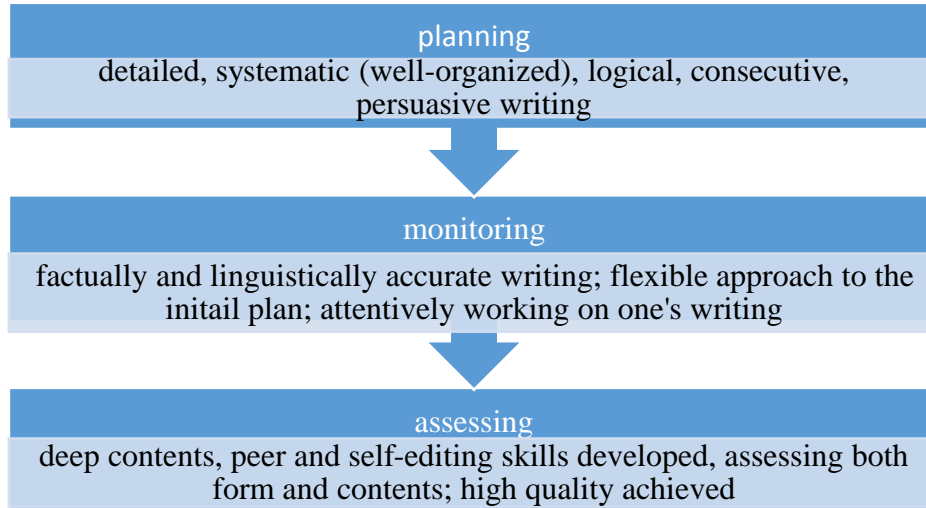 planning
detailed, systematic (well-organized), logical, consecutive,
persuasive writing
monitoring
factually and linguistically accurate writing; flexible approach to the
initail plan; attentively working on one's writing
assessing
deep contents, peer and self-editing skills developed, assessing both
form and contents; high quality achieved